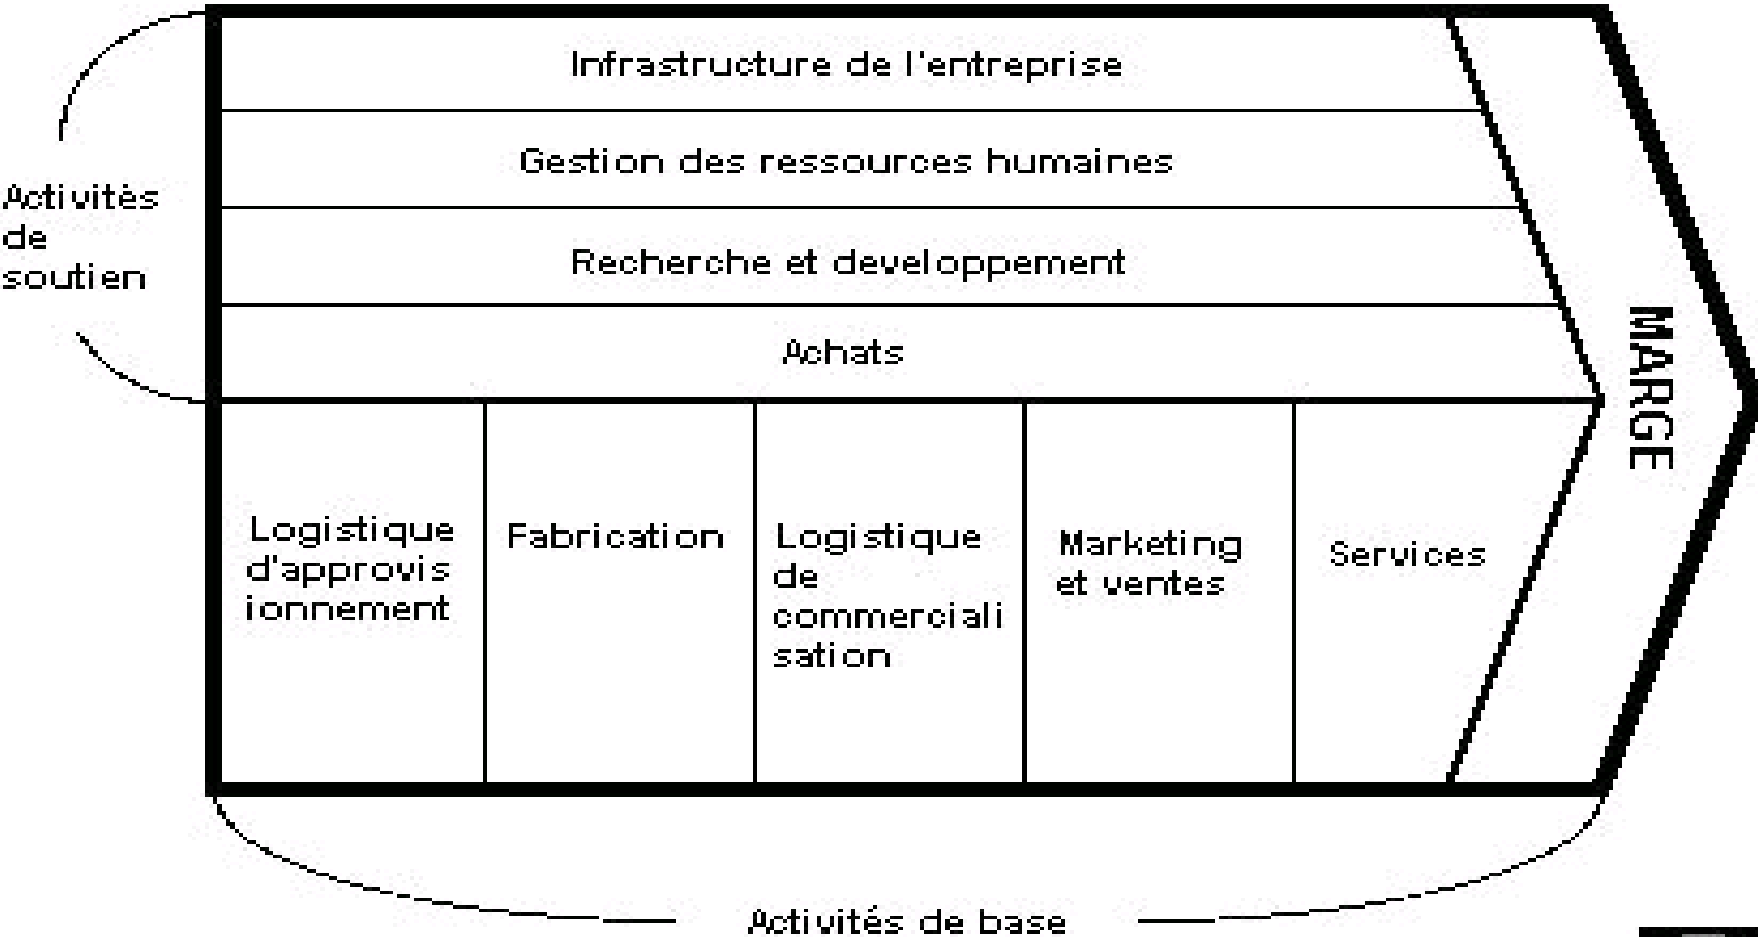 Infrastructure de l'entreprise
Gestion des ressources humaines
Activités
de
soutien
Recherche et developpement
Achats
MARGE
Logistique
d'approvis
ionnement
Fabrication
Logistique
de
commerciali
sation
Marketing
et ventes
Services
Activités de base